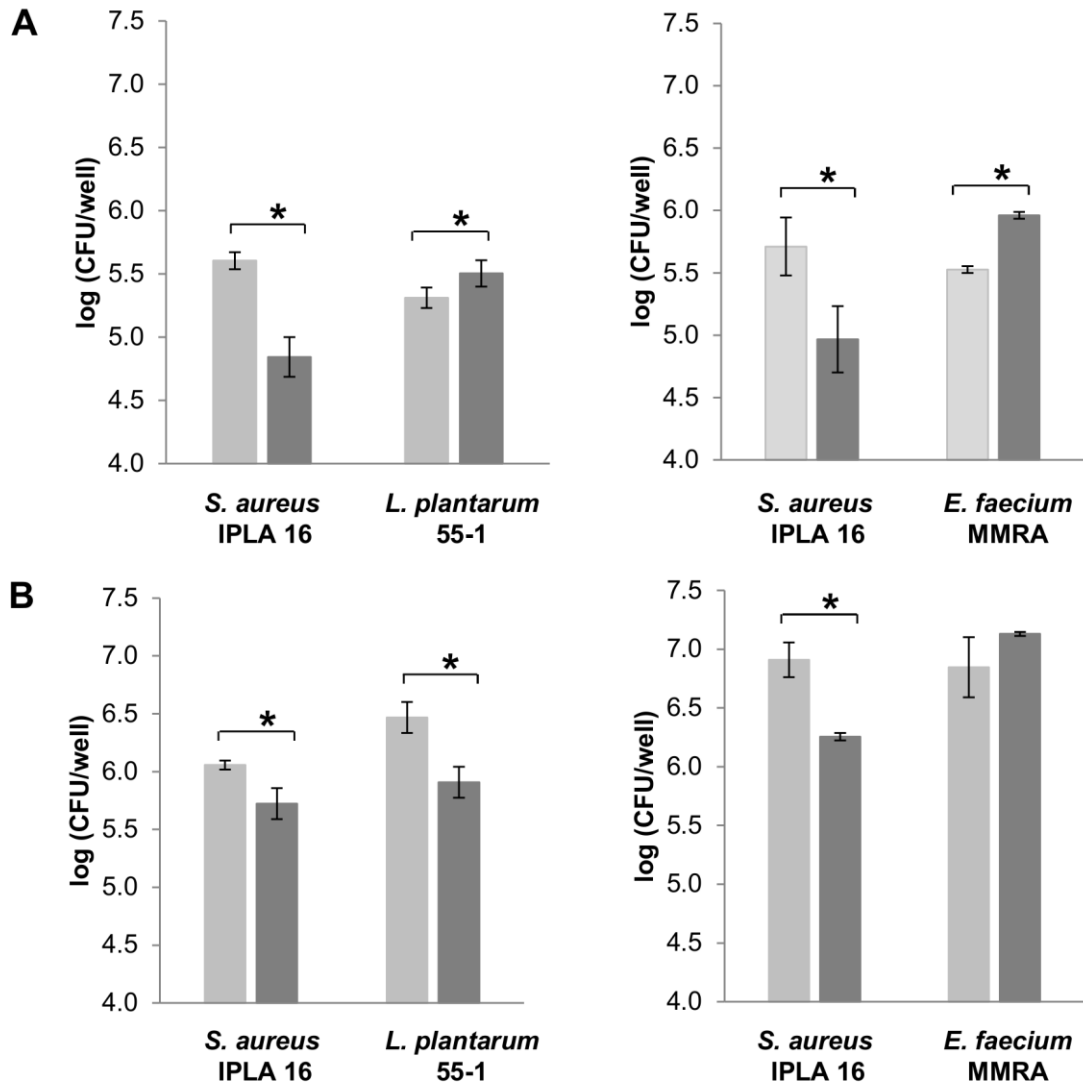 A
log (CFU/well)
7.5
7.0
6.5
6.0
5.5
5.0
4.5
4.0
*
*
S. aureus
IPLA 16
L. plantarum
55-1
log (CFU/well)
7.5
7.0
6.5
6.0
5.5
5.0
4.5
4.0
*
*
S. aureus
IPLA 16
E. faecium
MMRA
B
log (CFU/well)
7.5
7.0
6.5
6.0
5.5
5.0
4.5
4.0
*
*
S. aureus
IPLA 16
L. plantarum
55-1
log (CFU/well)
7.5
7.0
6.5
6.0
5.5
5.0
4.5
4.0
*
S. aureus
IPLA 16
E. faecium
MMRA